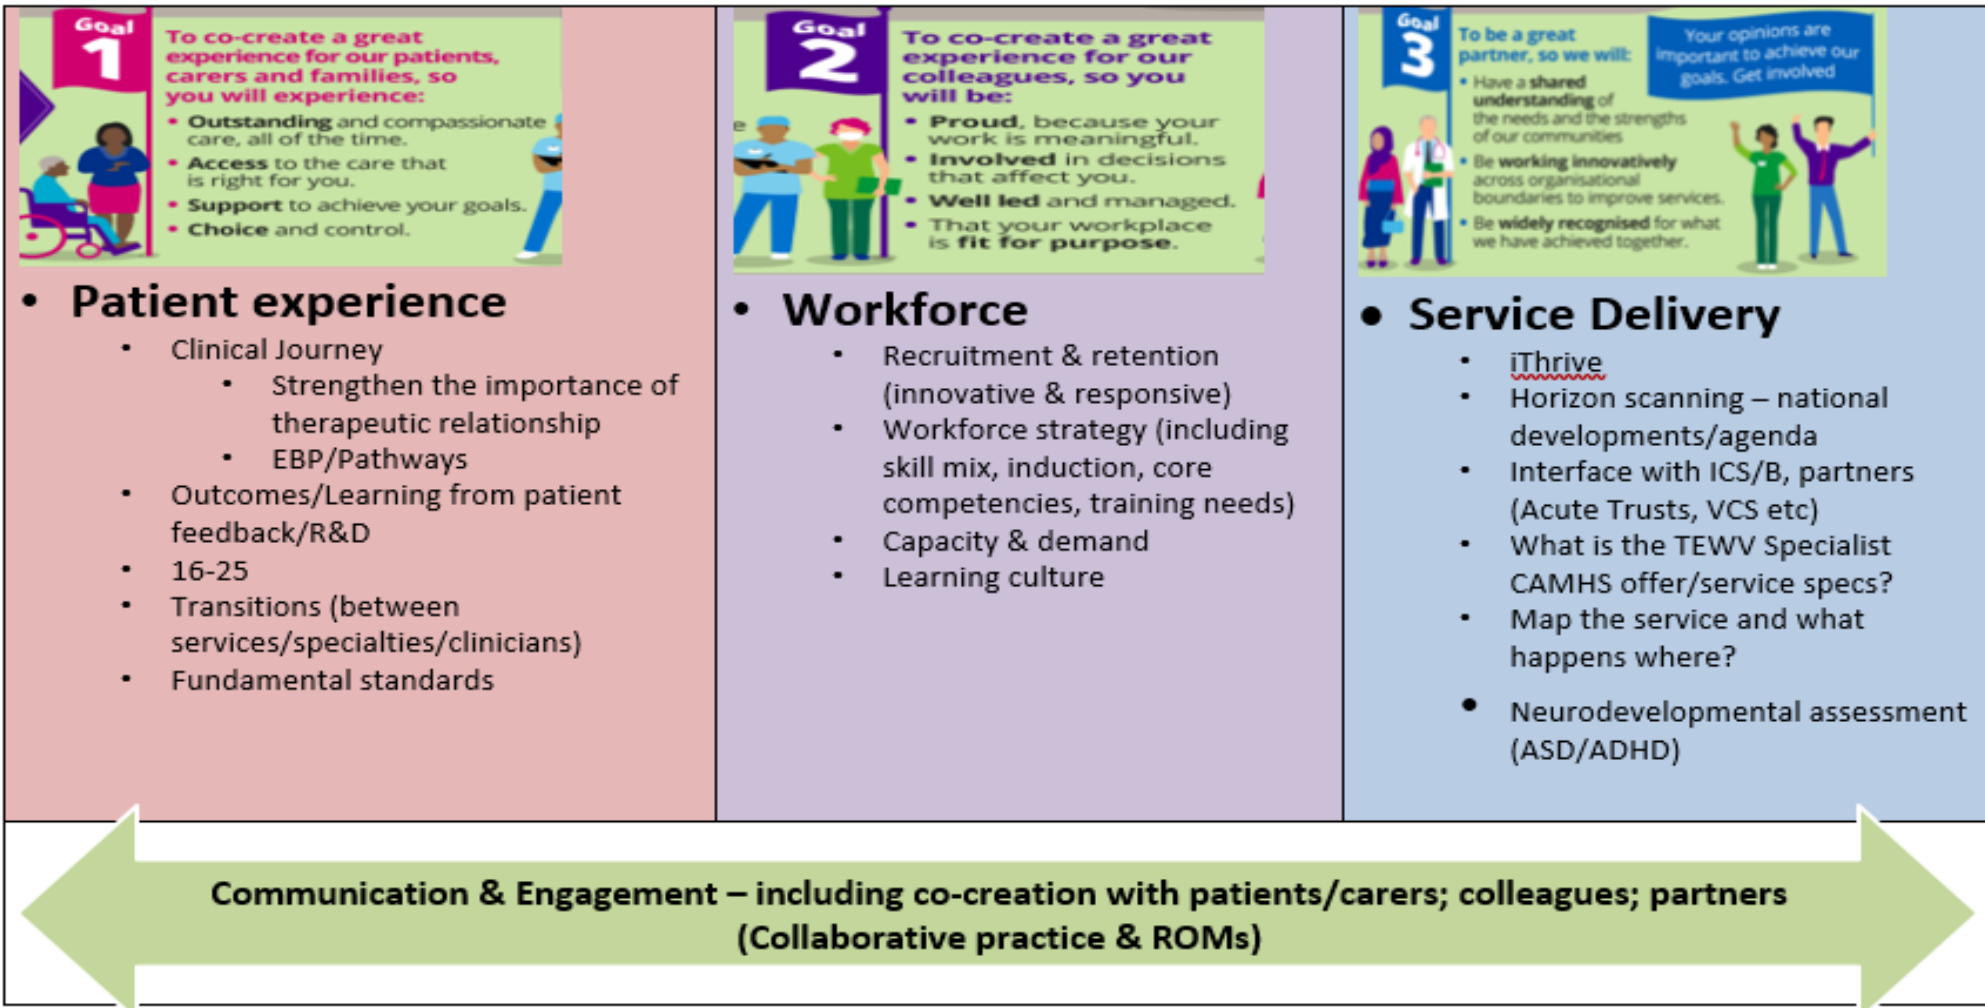 Goal
1
To co-create a great
experience for our patients,
carers and families, so
you will experience:
• Outstanding and compassionate
care, all of the time.
• Access to the care that
is right for you.
• Support to achieve your goals.
• Choice and control.
• Patient experience
• Clinical Journey
• Strengthen the importance of
therapeutic relationship
• EBP/Pathways
• Outcomes/Learning from patient
feedback/R&D
• 16-25
• Transitions (between
services/specialties/clinicians)
• Fundamental standards
e
Goal
2
To co-create a great
experience for our
colleagues, so you
will be:
• Proud, because your
work is meaningful.
• Involved in decisions
that affect you.
• Well led and managed.
• That your workplace
is fit for purpose.
• Workforce
• Recruitment & retention
(innovative & responsive)
• Workforce strategy (including
skill mix, induction, core
competencies, training needs)
• Capacity & demand
• Learning culture
Goal
3
To be a great
partner, so we will:
• Have a shared
understanding of
the needs and the strengths
of our communities
• Be working innovatively
across organisational
boundaries to improve services.
• Be widely recognised for what
we have achieved together.
Your opinions are
important to achieve our
goals. Get involved
• Service Delivery
• iThrive
• Horizon scanning – national
developments/agenda
• Interface with ICS/B, partners
(Acute Trusts, VCS etc)
• What is the TEWV Specialist
CAMHS offer/service specs?
• Map the service and what
happens where?
• Neurodevelopmental assessment
(ASD/ADHD)
Communication & Engagement – including co-creation with patients/carers; colleagues; partners
(Collaborative practice & ROMs)